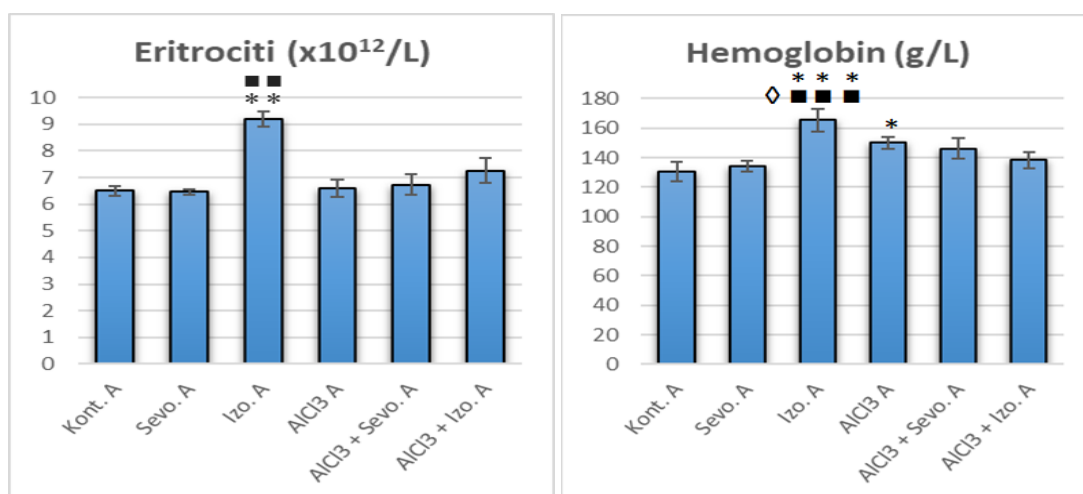 Eritrociti (x10¹²/L)
■ ■
* *
10
9
8
7
6
5
4
3
2
1
0
Kont. A
Sevo. A
Izo. A
AlCl3 A
AlCl3 + Sevo. A
AlCl3 + Izo. A
Hemoglobin (g/L)
* * *
◊ ■ ■ ■
*
180
160
140
120
100
80
60
40
20
0
Kont. A
Sevo. A
Izo. A
AlCl3 A
AlCl3 + Sevo. A
AlCl3 + Izo. A